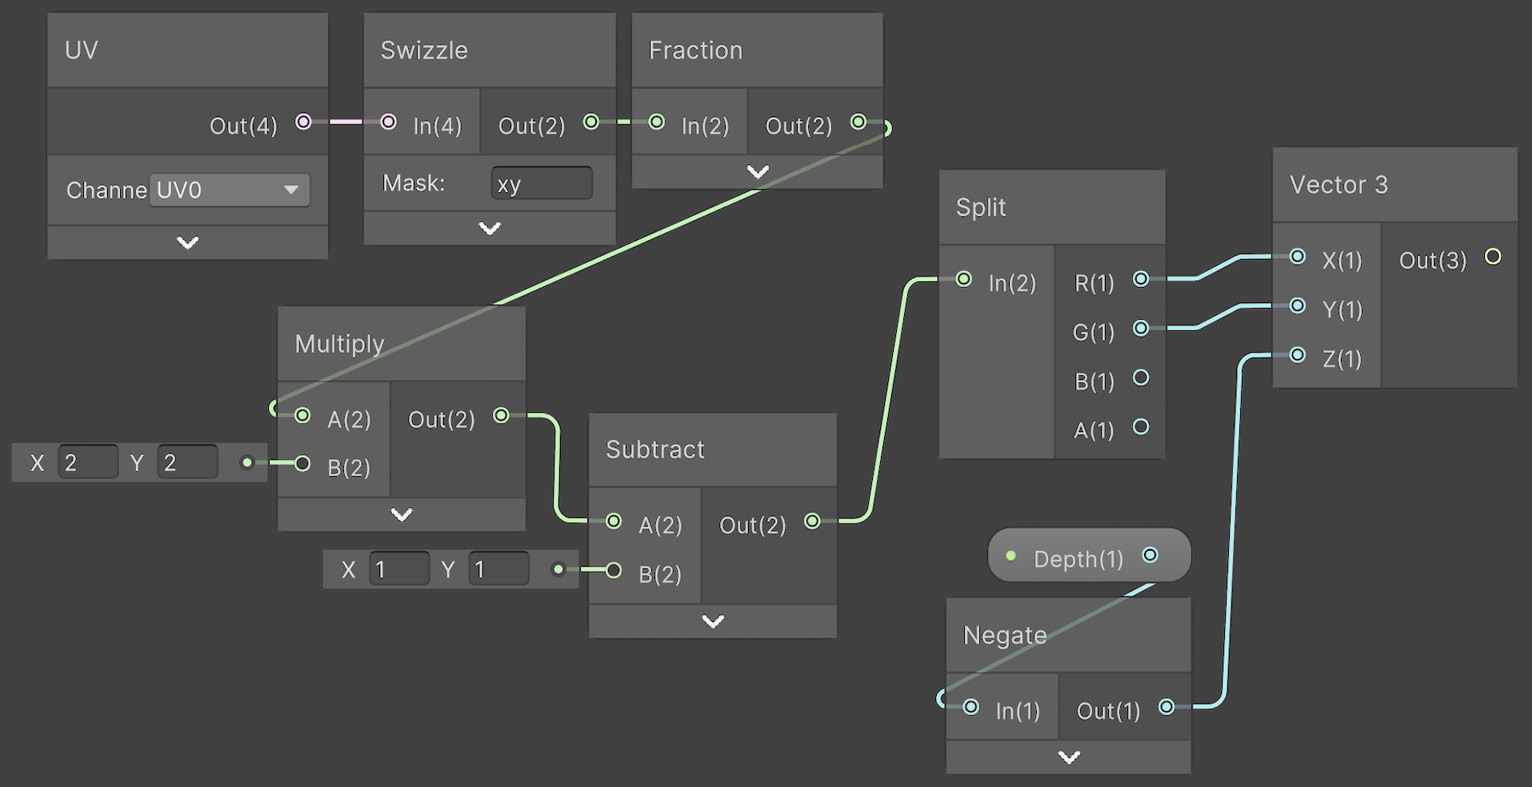 UV
Out(4)
Channe UVO
Swizzle
In(4) Out(2)
Mask: xy
Fraction
In(2) Out(2)
Multiply
A(2) Out(2)
X 2 Y 2 B(2)
Subtract
A(2) Out(2)
X 1 Y 1 B(2)
Split
In(2) R(1)
G(1)
B(1)
A(1)
Depth(1)
Negate
In(1) Out(1)
Vector 3
X(1) Out(3)
Y(1)
Z(1)